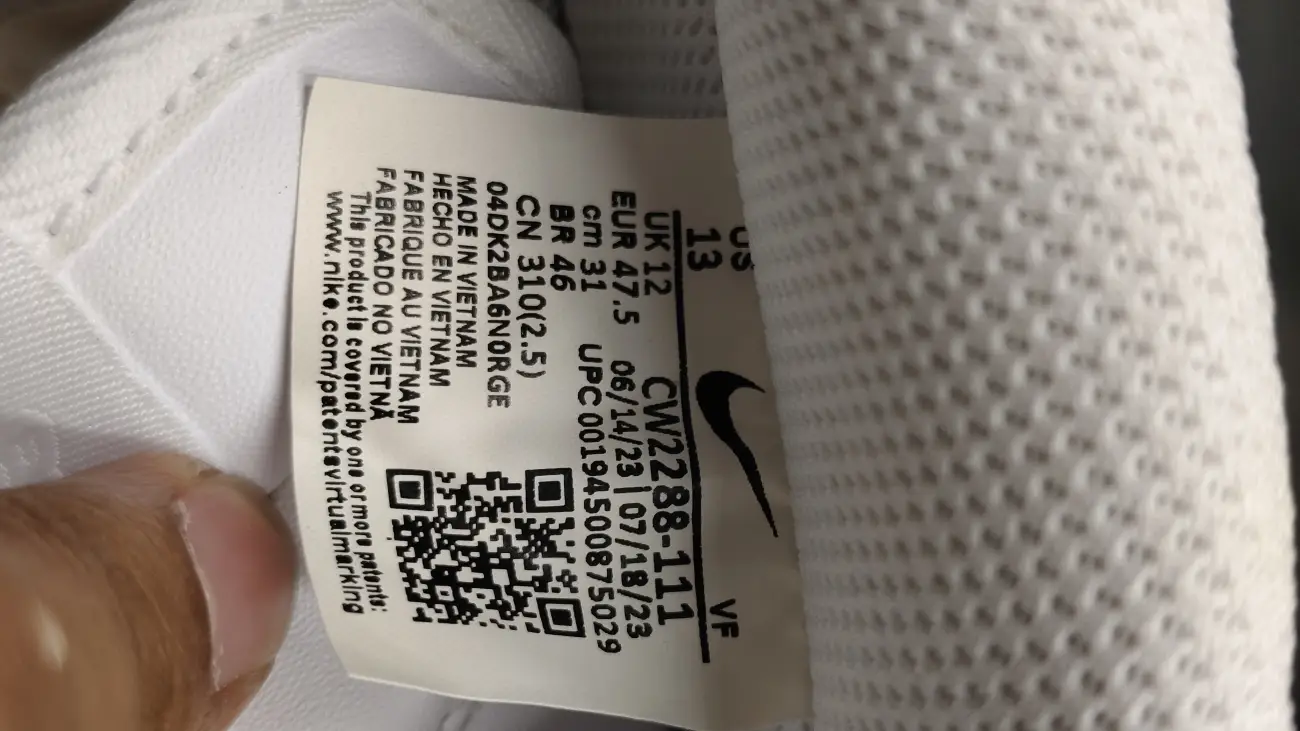 US
13
VF
UK 12 CW2288-111
EUR 47.5 06/14/23 | 07/18/23
cm 31 UPC 00194500875029
BR 46
CN 310(2.5)
04DK2BA6NORGE
MADE IN VIETNAM
HECHO EN VIETNAM
FABRIQUE AU VIETNAM
FABRICADO NO VIETNÃ
This product is covered by one or more patents:
www.nike.com/patentsvirtualmarking